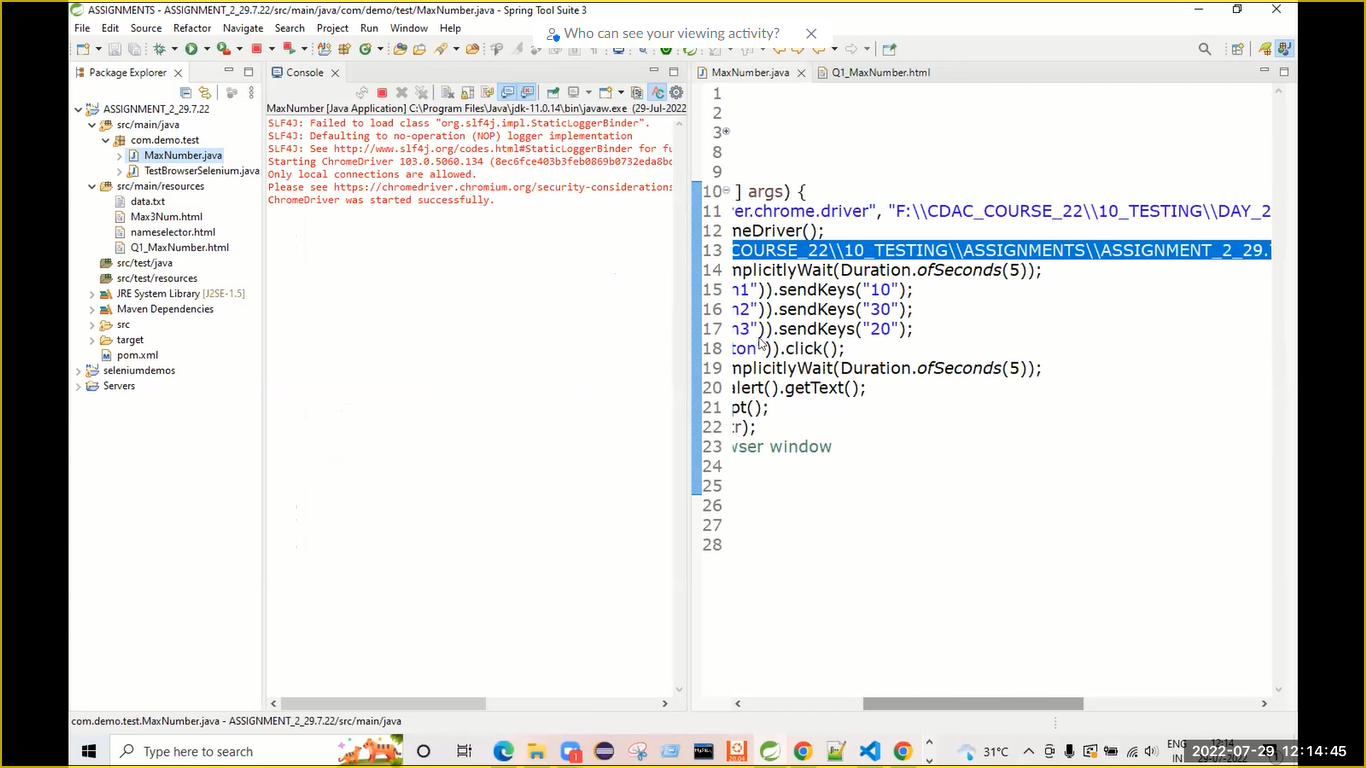 ASSIGNMENTS - ASSIGNMENT_2_29.7.22/src/main/java/com/demo/test/MaxNumber.java - Spring Tool Suite 3
File Edit Source Refactor Navigate Search Project Run Window Help
Who can see your viewing activity?
Package Explorer
Console
MaxNumber.java
Q1_MaxNumber.html
ASSIGNMENT_2_29.7.22
src/main/java
com.demo.test
MaxNumber.java
TestBrowserSelenium.java
src/main/resources
data.txt
Max3Num.html
nameselector.html
Q1_MaxNumber.html
src/test/java
src/test/resources
JRE System Library [J2SE-1.5]
Maven Dependencies
src
target
pom.xml
seleniumdemos
Servers
MaxNumber [Java Application] C:\Program Files\Java\jdk-11.0.14\bin\javaw.exe (29-Jul-2022
SLF4J: Failed to load class "org.slf4j.impl.StaticLoggerBinder".
SLF4J: Defaulting to no-operation (NOP) logger implementation
SLF4J: See http://www.slf4j.org/codes.html#StaticLoggerBinder for fu
Starting ChromeDriver 103.0.5060.134 (8ec6fce403b3feb0869b0732eda8bd
Only local connections are allowed.
Please see https://chromedriver.chromium.org/security-considerations
ChromeDriver was started successfully.
1
2
3
8
9
10 ] args) {
11 ver.chrome.driver", "F:\\CDAC_COURSE_22\\10_TESTING\\DAY_2
12 meDriver();
13 COURSE_22\\10_TESTING\\ASSIGNMENTS\\ASSIGNMENT_2_29.7
14 mplicitlyWait(Duration.ofSeconds(5));
15 n1")).sendKeys("10");
16 n2")).sendKeys("30");
17 n3")).sendKeys("20");
18 ton")).click();
19 mplicitlyWait(Duration.ofSeconds(5));
20 alert().getText();
21 pt();
22 tr);
23 wser window
24
25
26
27
28
com.demo.test.MaxNumber.java - ASSIGNMENT_2_29.7.22/src/main/java
Type here to search
31°C
ENG
IN
2022-07-29, 12:14:45